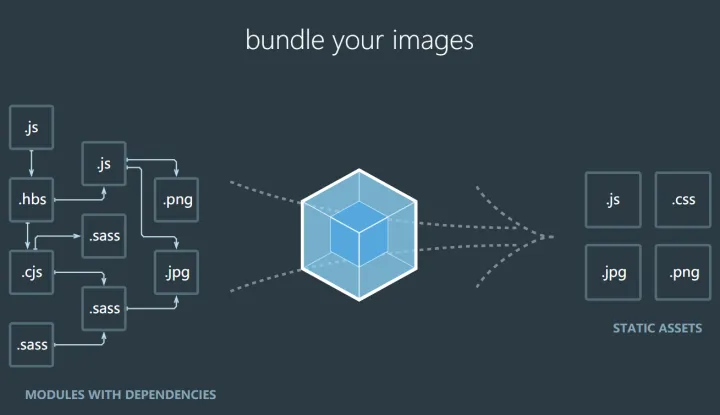 bundle your images
.js
.js
.hbs
.png
.sass
.cjs
.jpg
.sass
.sass
MODULES WITH DEPENDENCIES
.js
.css
.jpg
.png
STATIC ASSETS